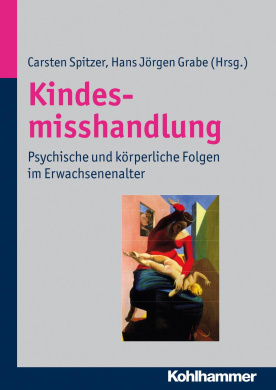 Carsten Spitzer, Hans Jörgen Grabe (Hrsg.)
Kindes-
misshandlung
Psychische und körperliche Folgen
im Erwachsenenalter
Kohlhammer